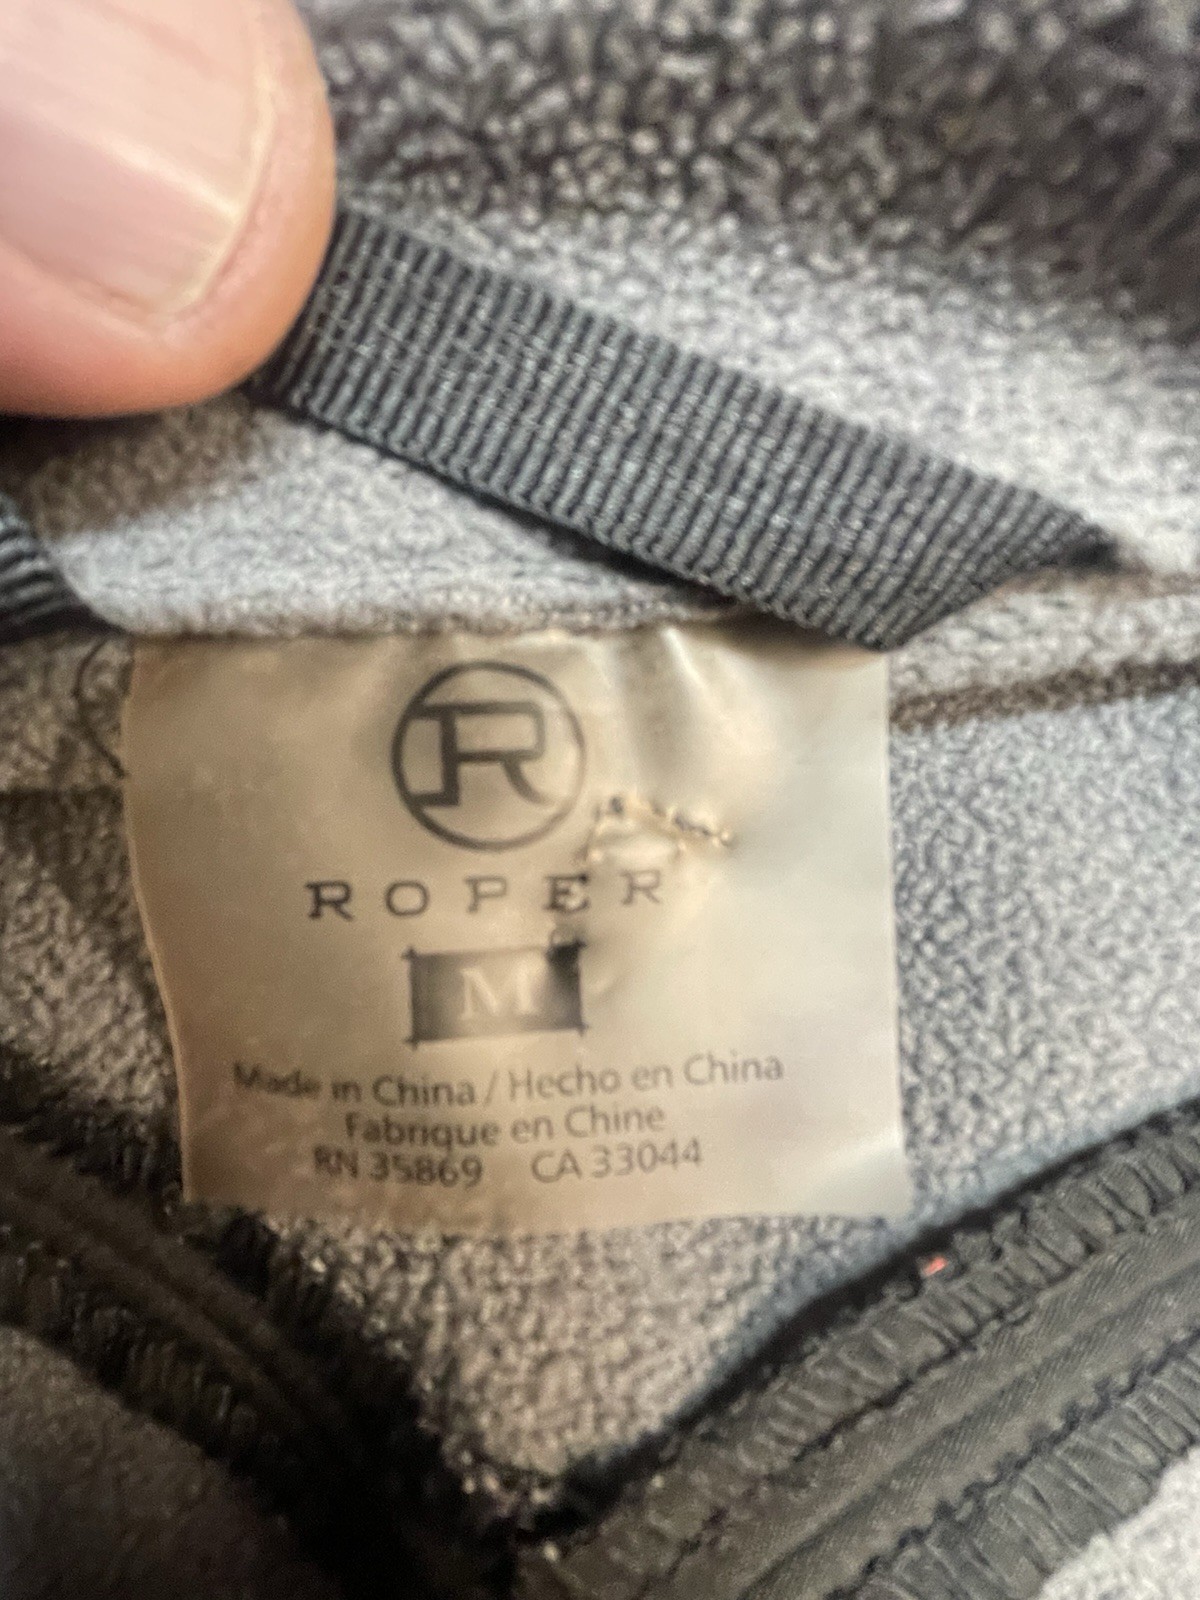 R
ROPER
M
Made in China / Hecho en China
Fabrique en Chine
RN 35869 CA 33044